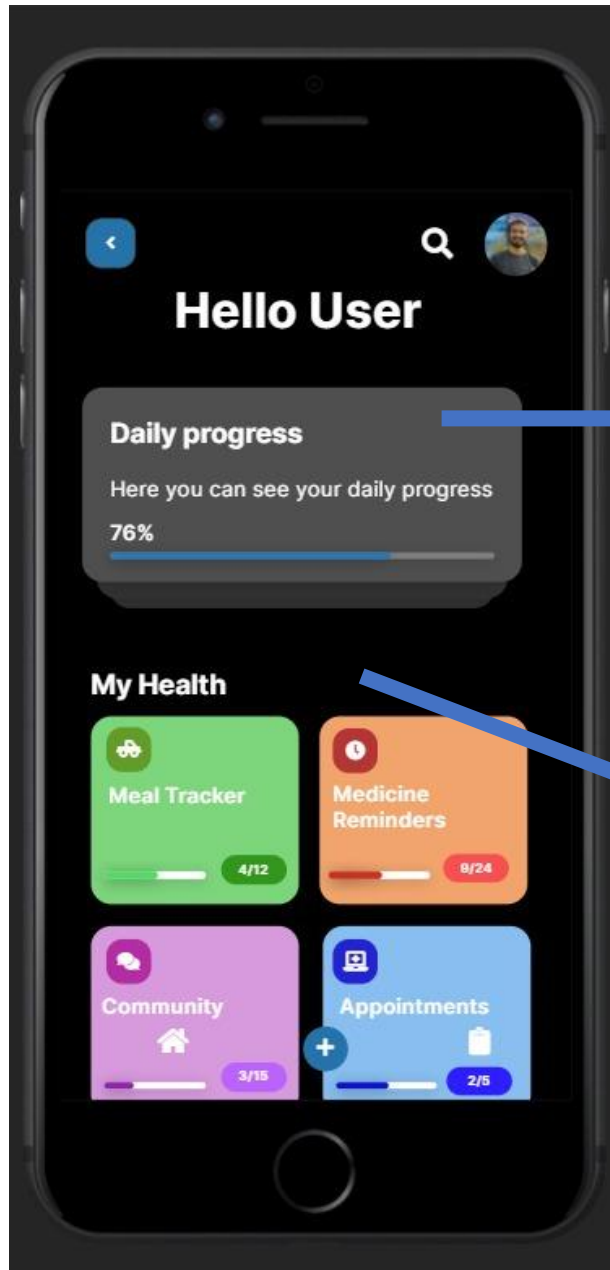 Hello User
Daily progress
Here you can see your daily progress
76%
My Health
Meal Tracker
4/12
Medicine
Reminders
9/24
Community
3/15
Appointments
2/5